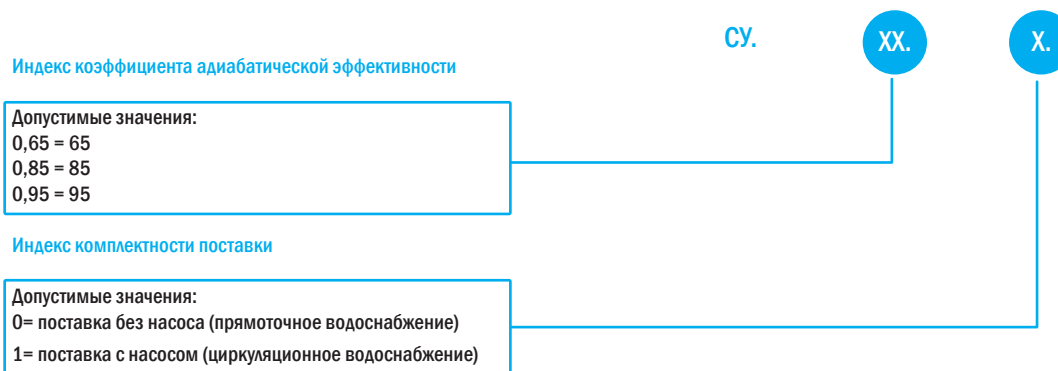 СУ. XX. X.
Индекс коэффициента адиабатической эффективности
Допустимые значения:
0,65 = 65
0,85 = 85
0,95 = 95
Индекс комплектности поставки
Допустимые значения:
0= поставка без насоса (прямоточное водоснабжение)
1= поставка с насосом (циркуляционное водоснабжение)